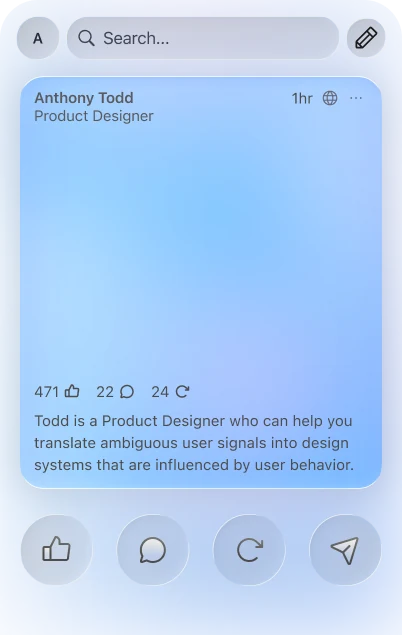 A
Search...
Anthony Todd
1hr
Product Designer
471
22
24
Todd is a Product Designer who can help you
translate ambiguous user signals into design
systems that are influenced by user behavior.